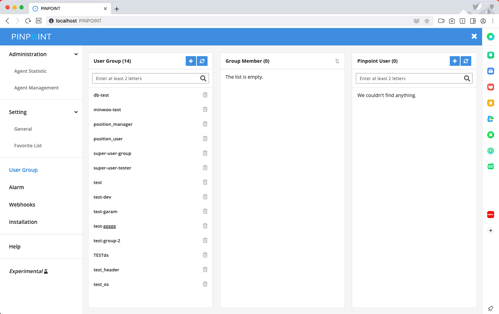 PINPOINT
localhost PINPOINT
PINPOINT
Administration
Agent Statistic
Agent Management
Setting
General
Favorite List
User Group
Alarm
Webhooks
Installation
Help
Experimental
User Group (14)
Enter at least 2 letters
db-test
minwoo-test
position_manager
position_user
super-user-group
super-user-tester
test
test-dev
test-garam
test-ggggg
test-group-2
TESTds
test_header
test_os
Group Member (0)
The list is empty.
Pinpoint User (0)
Enter at least 2 letters
We couldn't find anything.